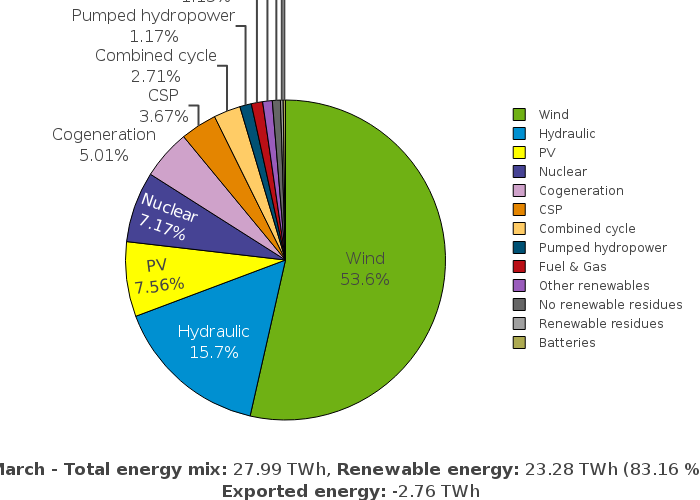 Pumped hydropower
1.17%
Combined cycle
2.71%
CSP
3.67%
Cogeneration
5.01%
Nuclear
7.17%
PV
7.56%
Hydraulic
15.7%
Wind
53.6%
Wind
Hydraulic
PV
Nuclear
Cogeneration
CSP
Combined cycle
Pumped hydropower
Fuel & Gas
Other renewables
No renewable residues
Renewable residues
Batteries
March - Total energy mix: 27.99 TWh, Renewable energy: 23.28 TWh (83.16 %
Exported energy: -2.76 TWh